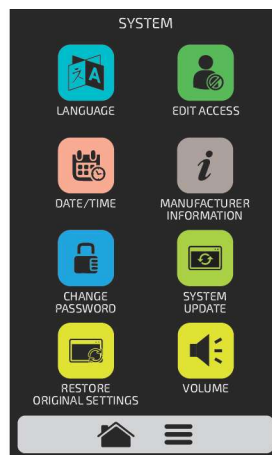 SYSTEM
LANGUAGE
EDIT ACCESS
DATE/TIME
MANUFACTURER
INFORMATION
CHANGE
PASSWORD
SYSTEM
UPDATE
RESTORE
ORIGINAL SETTINGS
VOLUME